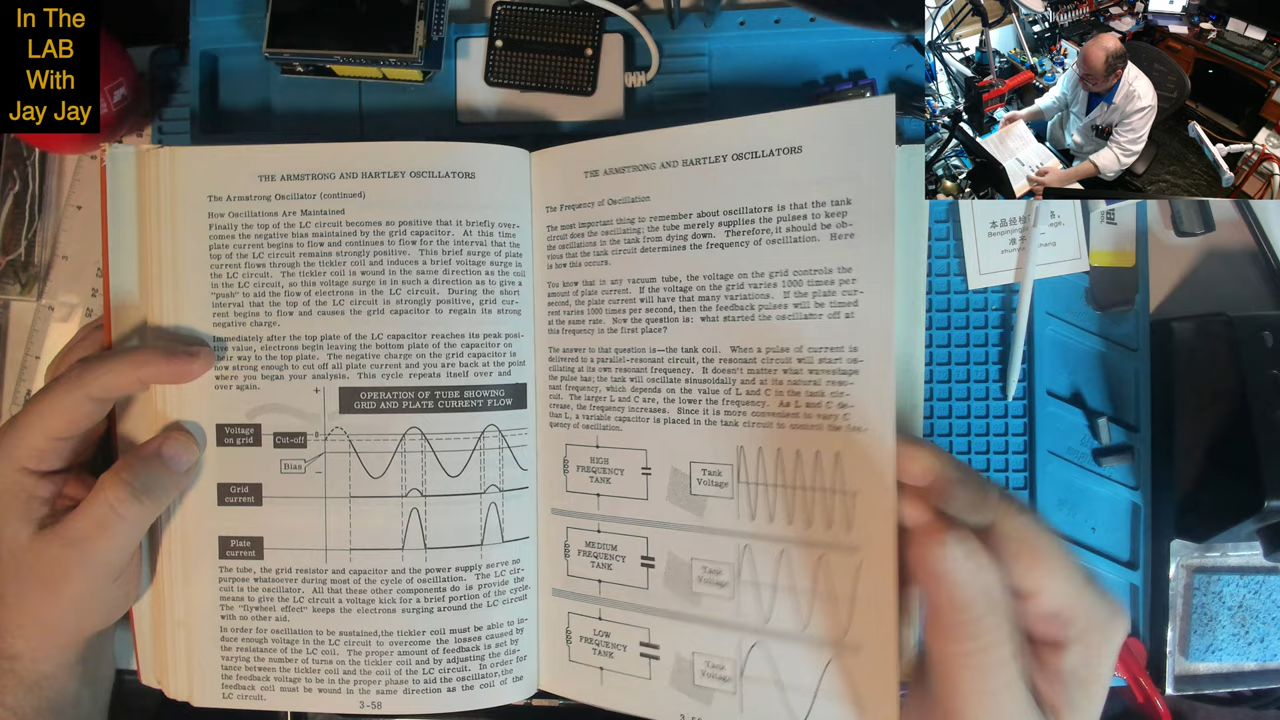 In The
LAB
With
Jay Jay
THE ARMSTRONG AND HARTLEY OSCILLATORS
The Armstrong Oscillator (continued)
How Oscillations Are Maintained
Finally the top of the LC circuit becomes so positive that it briefly over-
comes the negative bias maintained by the grid capacitor. At this time
plate current begins to flow and continues to flow for the interval that the
top of the LC circuit remains strongly positive. This brief surge of plate
current flows through the tickler coil and induces a brief voltage surge in
the LC circuit. The tickler coil is wound in the same direction as the coil
in the LC circuit, so this voltage surge is in such a direction as to give a
"push" to aid the flow of electrons in the LC circuit. During the short
interval that the top of the LC circuit is strongly positive, grid cur-
rent begins to flow and causes the grid capacitor to regain its strong
negative charge.
Immediately after the top plate of the LC capacitor reaches its peak posi-
tive value, electrons begin leaving the bottom plate of the capacitor on
their way to the top plate. The negative charge on the grid capacitor is
now strong enough to cut off all plate current and you are back at the point
where you began your analysis. This cycle repeats itself over and
over again.
OPERATION OF TUBE SHOWING
GRID AND PLATE CURRENT FLOW
+
Voltage
on grid
0
Cut-off
Bias
−
Grid
current
Plate
current
The tube, the grid resistor and capacitor and the power supply serve no
purpose whatsoever during most of the cycle of oscillation. The LC cir-
cuit is the oscillator. All that these other components do is provide the
means to give the LC circuit a voltage kick for a brief portion of the cycle.
The "flywheel effect" keeps the electrons surging around the LC circuit
with no other aid.
In order for oscillation to be sustained, the tickler coil must be able to in-
duce enough voltage in the LC circuit to overcome the losses caused by
the resistance of the LC coil. The proper amount of feedback is set by
varying the number of turns on the tickler coil and by adjusting the dis-
tance between the tickler coil and the coil of the LC circuit. In order for
the feedback voltage to be in the proper phase to aid the oscillator, the
feedback coil must be wound in the same direction as the coil of the
LC circuit.
3-58
THE ARMSTRONG AND HARTLEY OSCILLATORS
The Frequency of Oscillation
The most important thing to remember about oscillators is that the tank
circuit does the oscillating; the tube merely supplies the pulses to keep
the oscillations in the tank from dying down. Therefore, it should be ob-
vious that the tank circuit determines the frequency of oscillation. Here
is how this occurs.
You know that in any vacuum tube, the voltage on the grid controls the
amount of plate current. If the voltage on the grid varies 1000 times per
second, the plate current will have that many variations. If the plate cur-
rent varies 1000 times per second, then the feedback pulses will be timed
at the same rate. Now the question is: what started the oscillator off at
this frequency in the first place?
The answer to that question is—the tank coil. When a pulse of current is
delivered to a parallel-resonant circuit, the resonant circuit will start os-
cillating at its own resonant frequency. It doesn't matter what waveshape
the pulse has; the tank will oscillate sinusoidally and at its natural reso-
nant frequency, which depends on the value of L and C in the tank cir-
cuit. The larger L and C are, the lower the frequency. As L and C de-
crease, the frequency increases. Since it is more convenient to vary C
than L, a variable capacitor is placed in the tank circuit to control the fre-
quency of oscillation.
HIGH
FREQUENCY
TANK
Tank
Voltage
MEDIUM
FREQUENCY
TANK
Tank
Voltage
LOW
FREQUENCY
TANK
Tank
Voltage
本品经检
准予